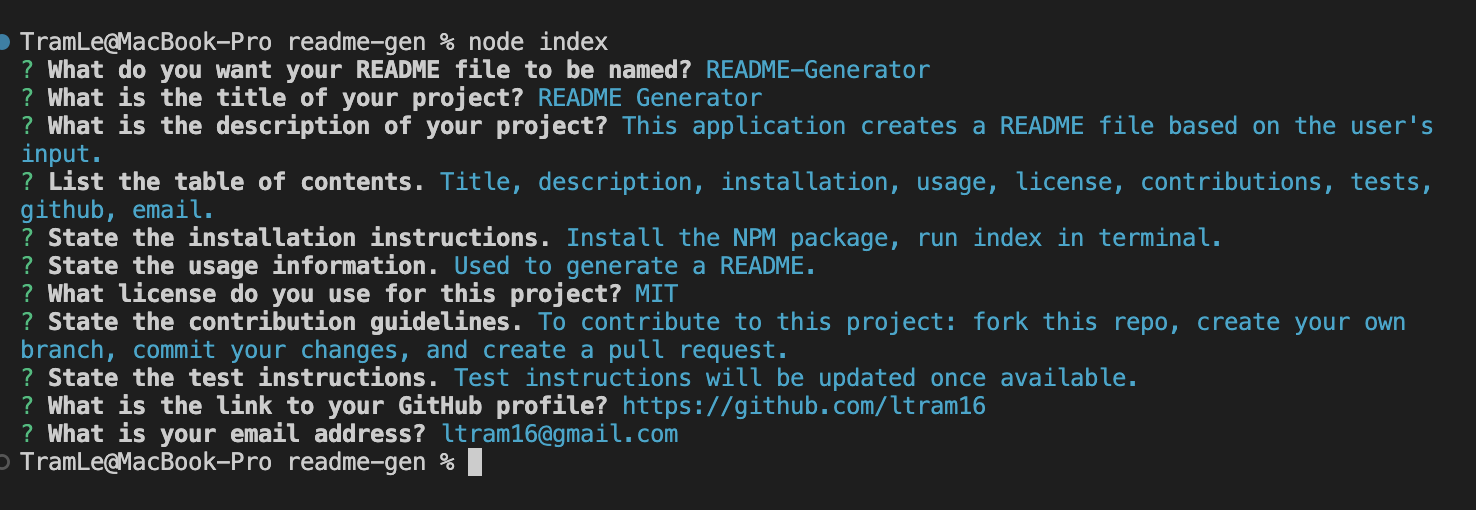 TramLe@MacBook-Pro readme-gen % node index
? What do you want your README file to be named? README-Generator
? What is the title of your project? README Generator
? What is the description of your project? This application creates a README file based on the user's
input.
? List the table of contents. Title, description, installation, usage, license, contributions, tests,
github, email.
? State the installation instructions. Install the NPM package, run index in terminal.
? State the usage information. Used to generate a README.
? What license do you use for this project? MIT
? State the contribution guidelines. To contribute to this project: fork this repo, create your own
branch, commit your changes, and create a pull request.
? State the test instructions. Test instructions will be updated once available.
? What is the link to your GitHub profile? https://github.com/ltram16
? What is your email address? ltram16@gmail.com
TramLe@MacBook-Pro readme-gen %